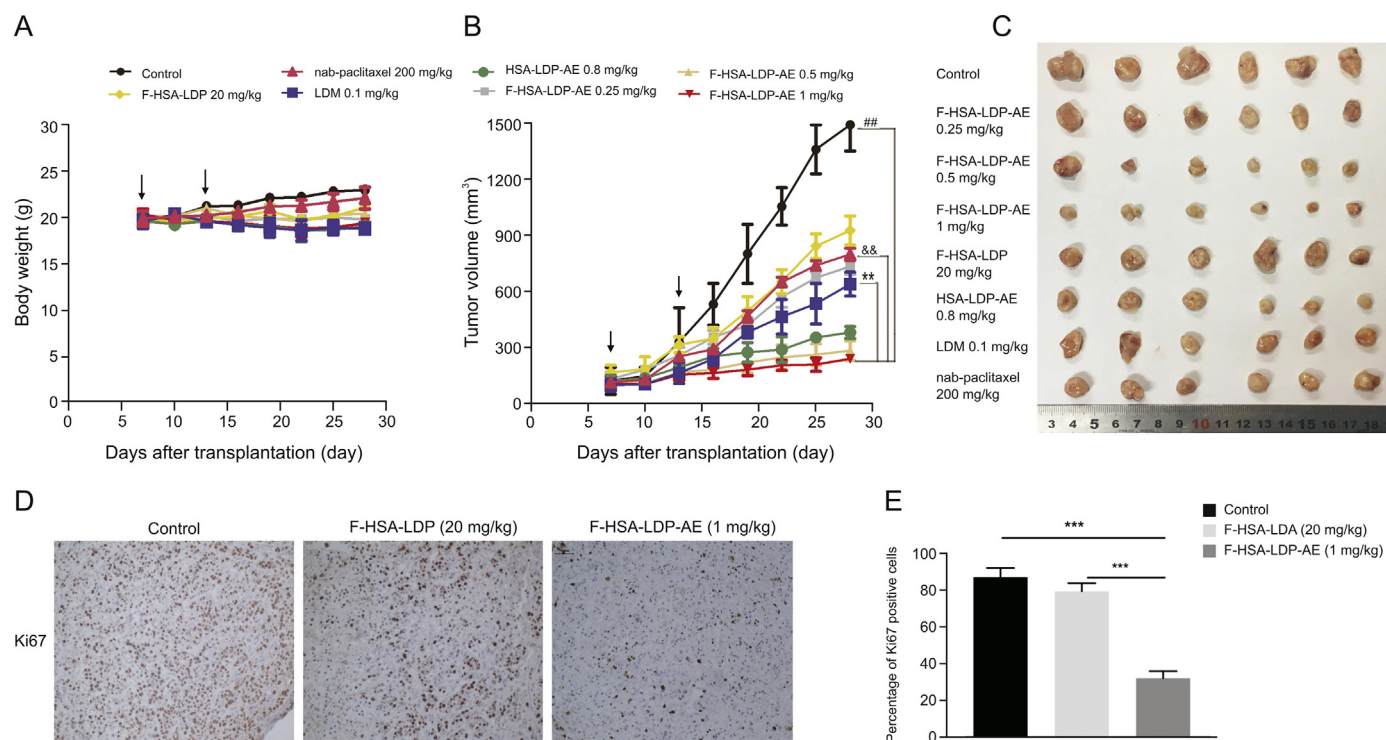 A
Control
F-HSA-LDP 20 mg/kg
nab-paclitaxel 200 mg/kg
LDM 0.1 mg/kg
Body weight (g)
30
25
20
15
10
5
0
0 5 10 15 20 25 30
Days after transplantation (day)
B
HSA-LDP-AE 0.8 mg/kg
F-HSA-LDP-AE 0.25 mg/kg
F-HSA-LDP-AE 0.5 mg/kg
F-HSA-LDP-AE 1 mg/kg
Tumor volume (mm³)
1500
1200
900
600
300
0
##
&&
**
0 5 10 15 20 25 30
Days after transplantation (day)
C
Control
F-HSA-LDP-AE
0.25 mg/kg
F-HSA-LDP-AE
0.5 mg/kg
F-HSA-LDP-AE
1 mg/kg
F-HSA-LDP
20 mg/kg
HSA-LDP-AE
0.8 mg/kg
LDM 0.1 mg/kg
nab-paclitaxel
200 mg/kg
3 4 5 6 7 8 9 10 11 12 13 14 15 16 17 18
D
Control
F-HSA-LDP (20 mg/kg)
F-HSA-LDP-AE (1 mg/kg)
Ki67
E
Control
F-HSA-LDA (20 mg/kg)
F-HSA-LDP-AE (1 mg/kg)
Percentage of Ki67 positive cells
100
80
60
40
20
0
***
***